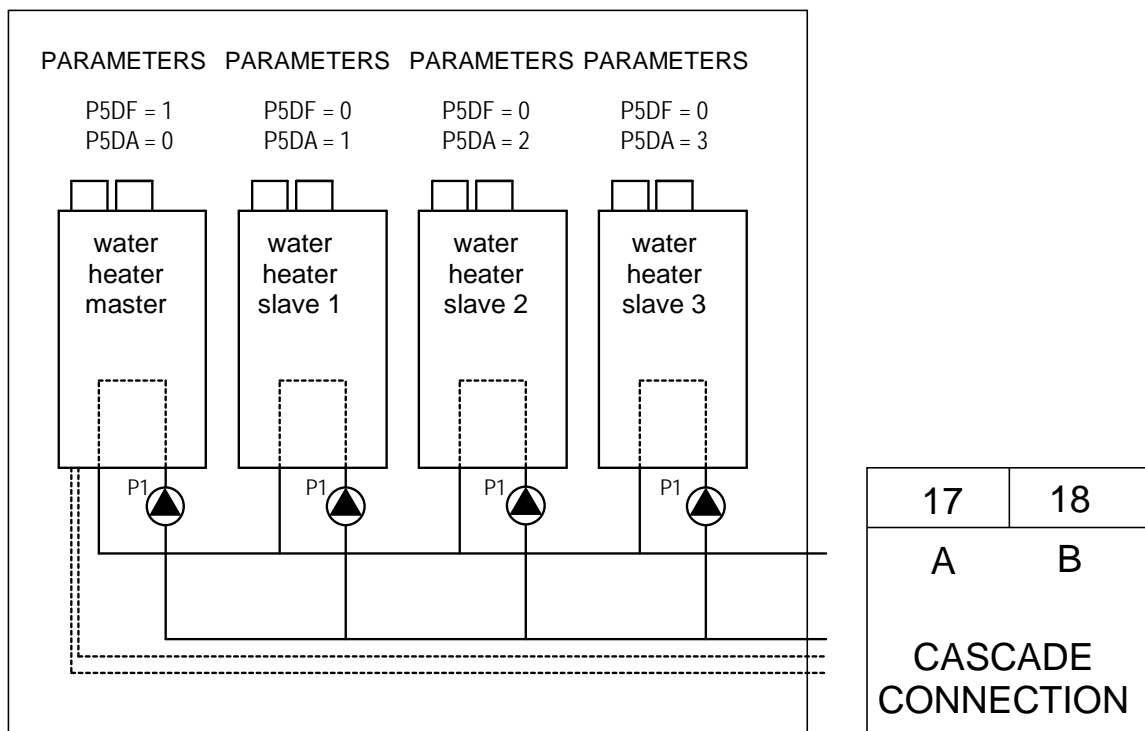 PARAMETERS PARAMETERS PARAMETERS PARAMETERS
P5DF = 1 P5DF = 0 P5DF = 0 P5DF = 0
P5DA = 0 P5DA = 1 P5DA = 2 P5DA = 3
water water water water
heater heater heater heater
master slave 1 slave 2 slave 3
P1 P1 P1 P1
17 18
A B
CASCADE
CONNECTION